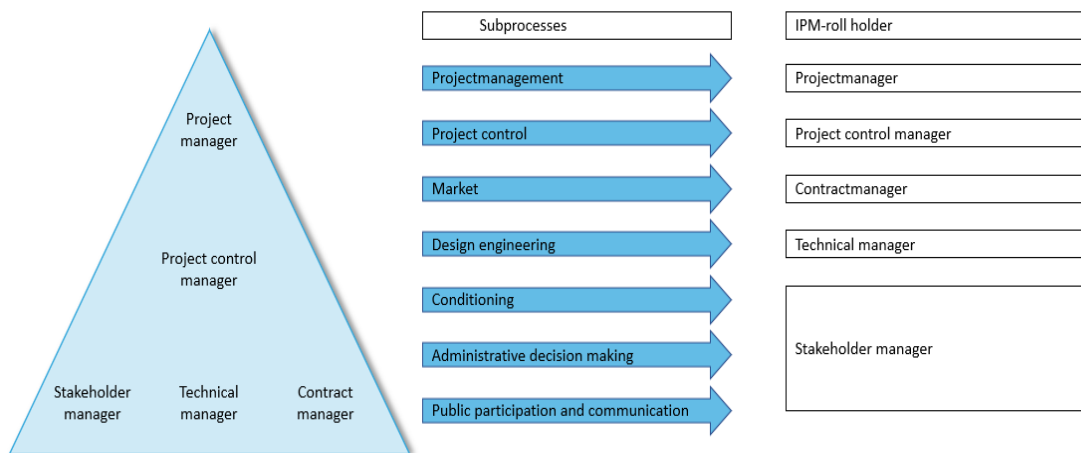 Project
manager
Project control
manager
Stakeholder
manager
Technical
manager
Contract
manager
Subprocesses
Projectmanagement
Project control
Market
Design engineering
Conditioning
Administrative decision making
Public participation and communication
IPM-roll holder
Projectmanager
Project control manager
Contractmanager
Technical manager
Stakeholder manager